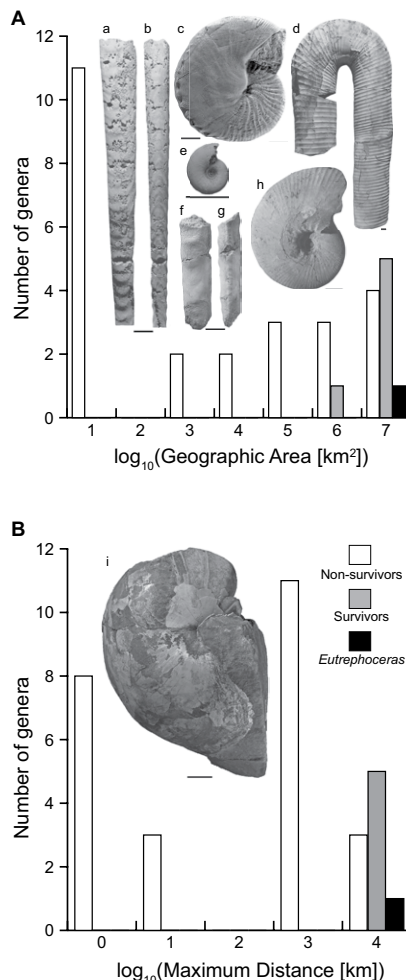 A
12
10
8
6
4
2
0
Number of genera
a
b
c
d
e
f
g
h
1
2
3
4
5
6
7
log10(Geographic Area [km²])
B
12
10
8
6
4
2
0
Number of genera
i
Non-survivors
Survivors
Eutrephoceras
0
1
2
3
4
log10(Maximum Distance [km])